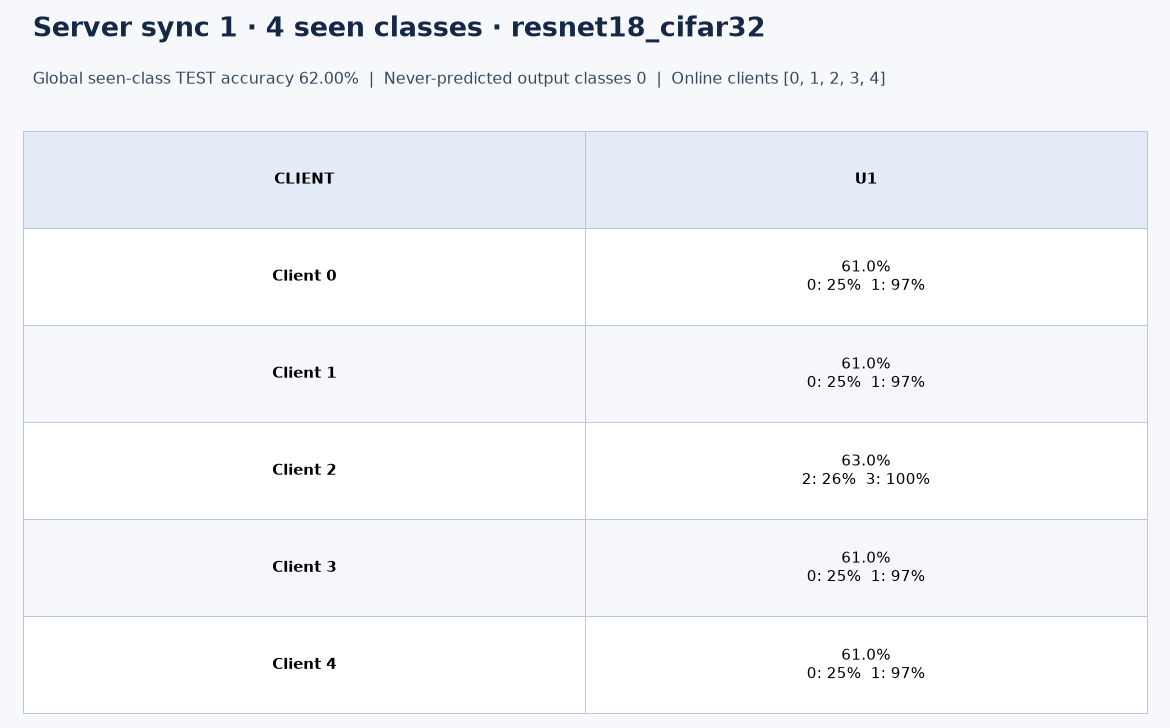 Server sync 1 · 4 seen classes · resnet18_cifar32
Global seen-class TEST accuracy 62.00%  |  Never-predicted output classes 0  |  Online clients [0, 1, 2, 3, 4]
CLIENT
U1
Client 0
61.0%
0: 25%  1: 97%
Client 1
61.0%
0: 25%  1: 97%
Client 2
63.0%
2: 26%  3: 100%
Client 3
61.0%
0: 25%  1: 97%
Client 4
61.0%
0: 25%  1: 97%